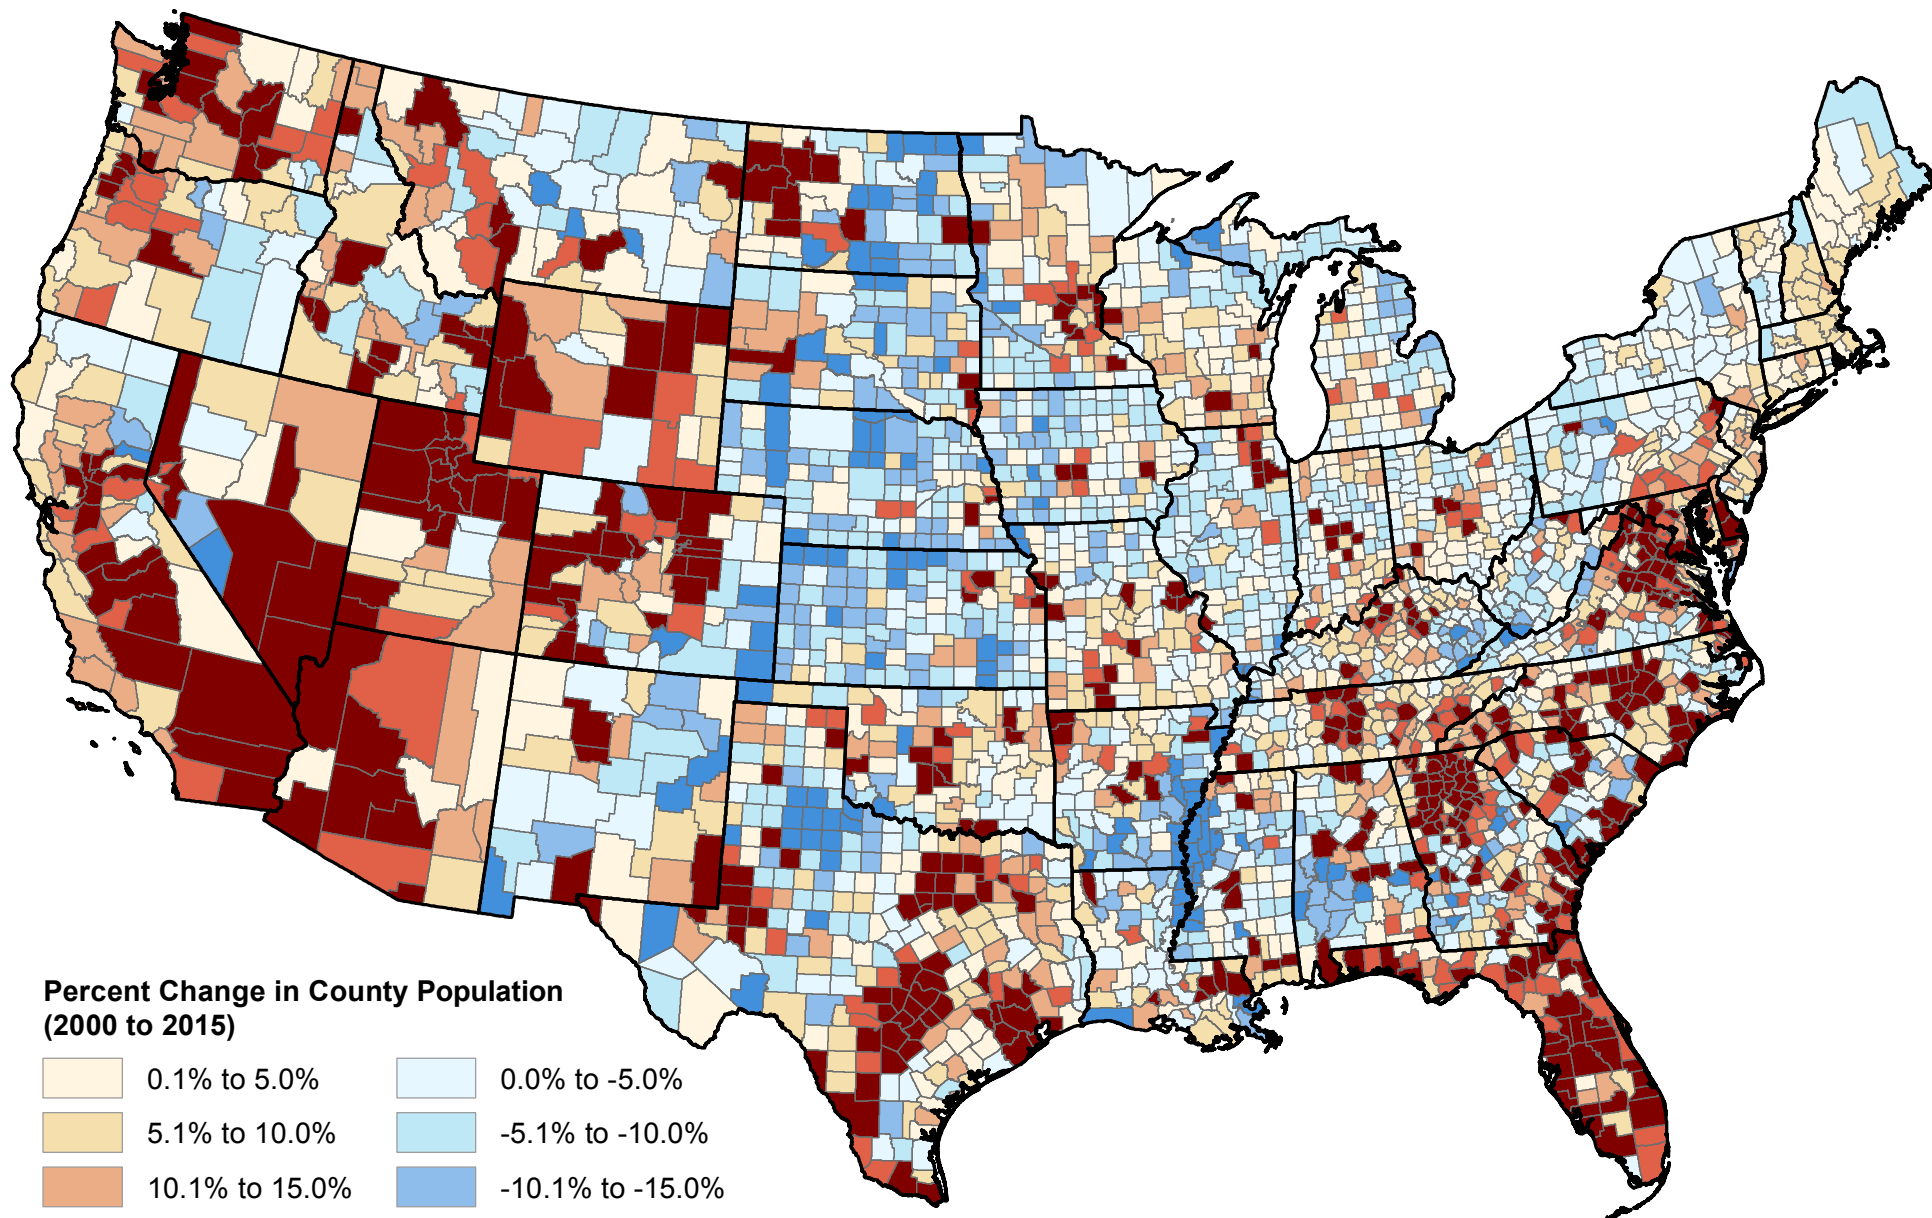 Percent Change in County Population
(2000 to 2015)
0.1% to 5.0%
0.0% to -5.0%
5.1% to 10.0%
-5.1% to -10.0%
10.1% to 15.0%
-10.1% to -15.0%